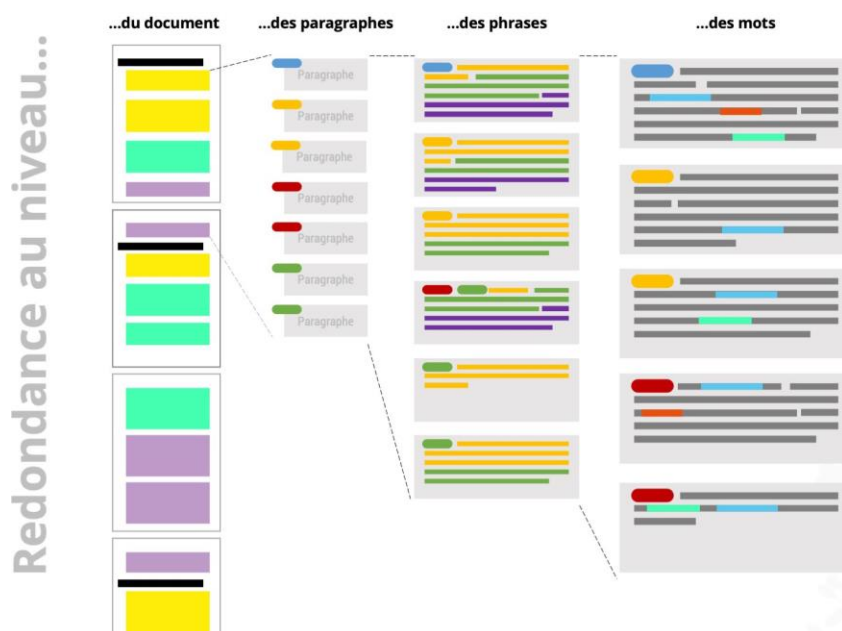 Redondance au niveau...
...du document
...des paragraphes
...des phrases
...des mots
Paragraphe
Paragraphe
Paragraphe
Paragraphe
Paragraphe
Paragraphe
Paragraphe